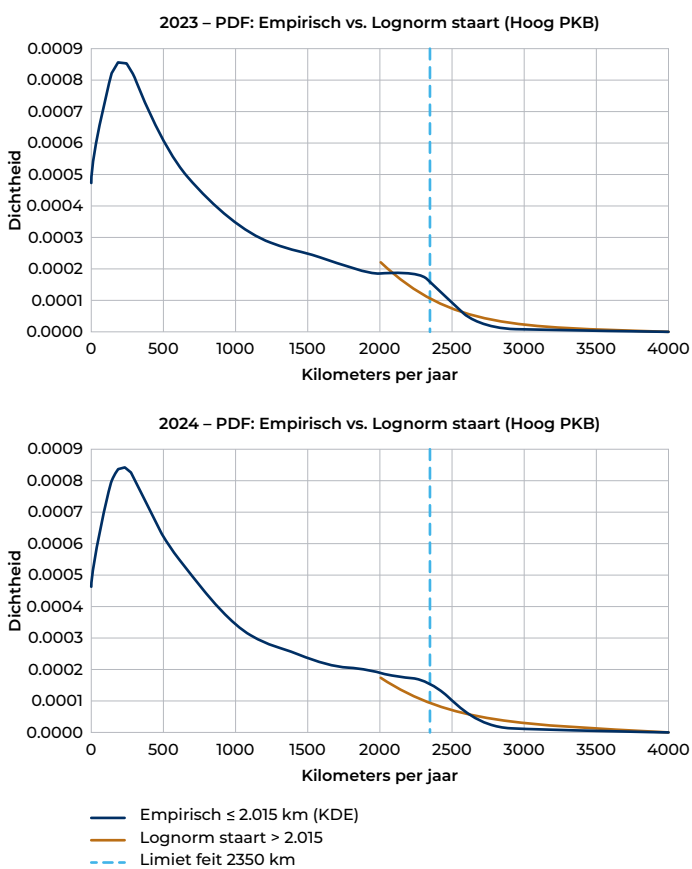 2023 – PDF: Empirisch vs. Lognorm staart (Hoog PKB)
Dichtheid
0.0009
0.0008
0.0007
0.0006
0.0005
0.0004
0.0003
0.0002
0.0001
0.0000
0 500 1000 1500 2000 2500 3000 3500 4000
Kilometers per jaar
2024 – PDF: Empirisch vs. Lognorm staart (Hoog PKB)
Dichtheid
0.0009
0.0008
0.0007
0.0006
0.0005
0.0004
0.0003
0.0002
0.0001
0.0000
0 500 1000 1500 2000 2500 3000 3500 4000
Kilometers per jaar
Empirisch ≤ 2.015 km (KDE)
Lognorm staart > 2.015
Limiet feit 2350 km